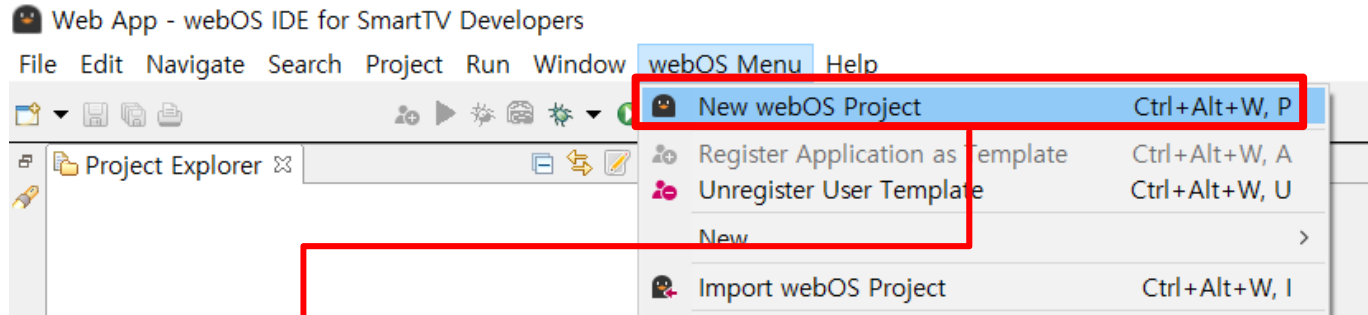 Web App - webOS IDE for SmartTV Developers
File Edit Navigate Search Project Run Window webOS Menu Help
New webOS Project Ctrl+Alt+W, P
Project Explorer
Register Application as Template Ctrl+Alt+W, A
Unregister User Template Ctrl+Alt+W, U
New
Import webOS Project Ctrl+Alt+W, I